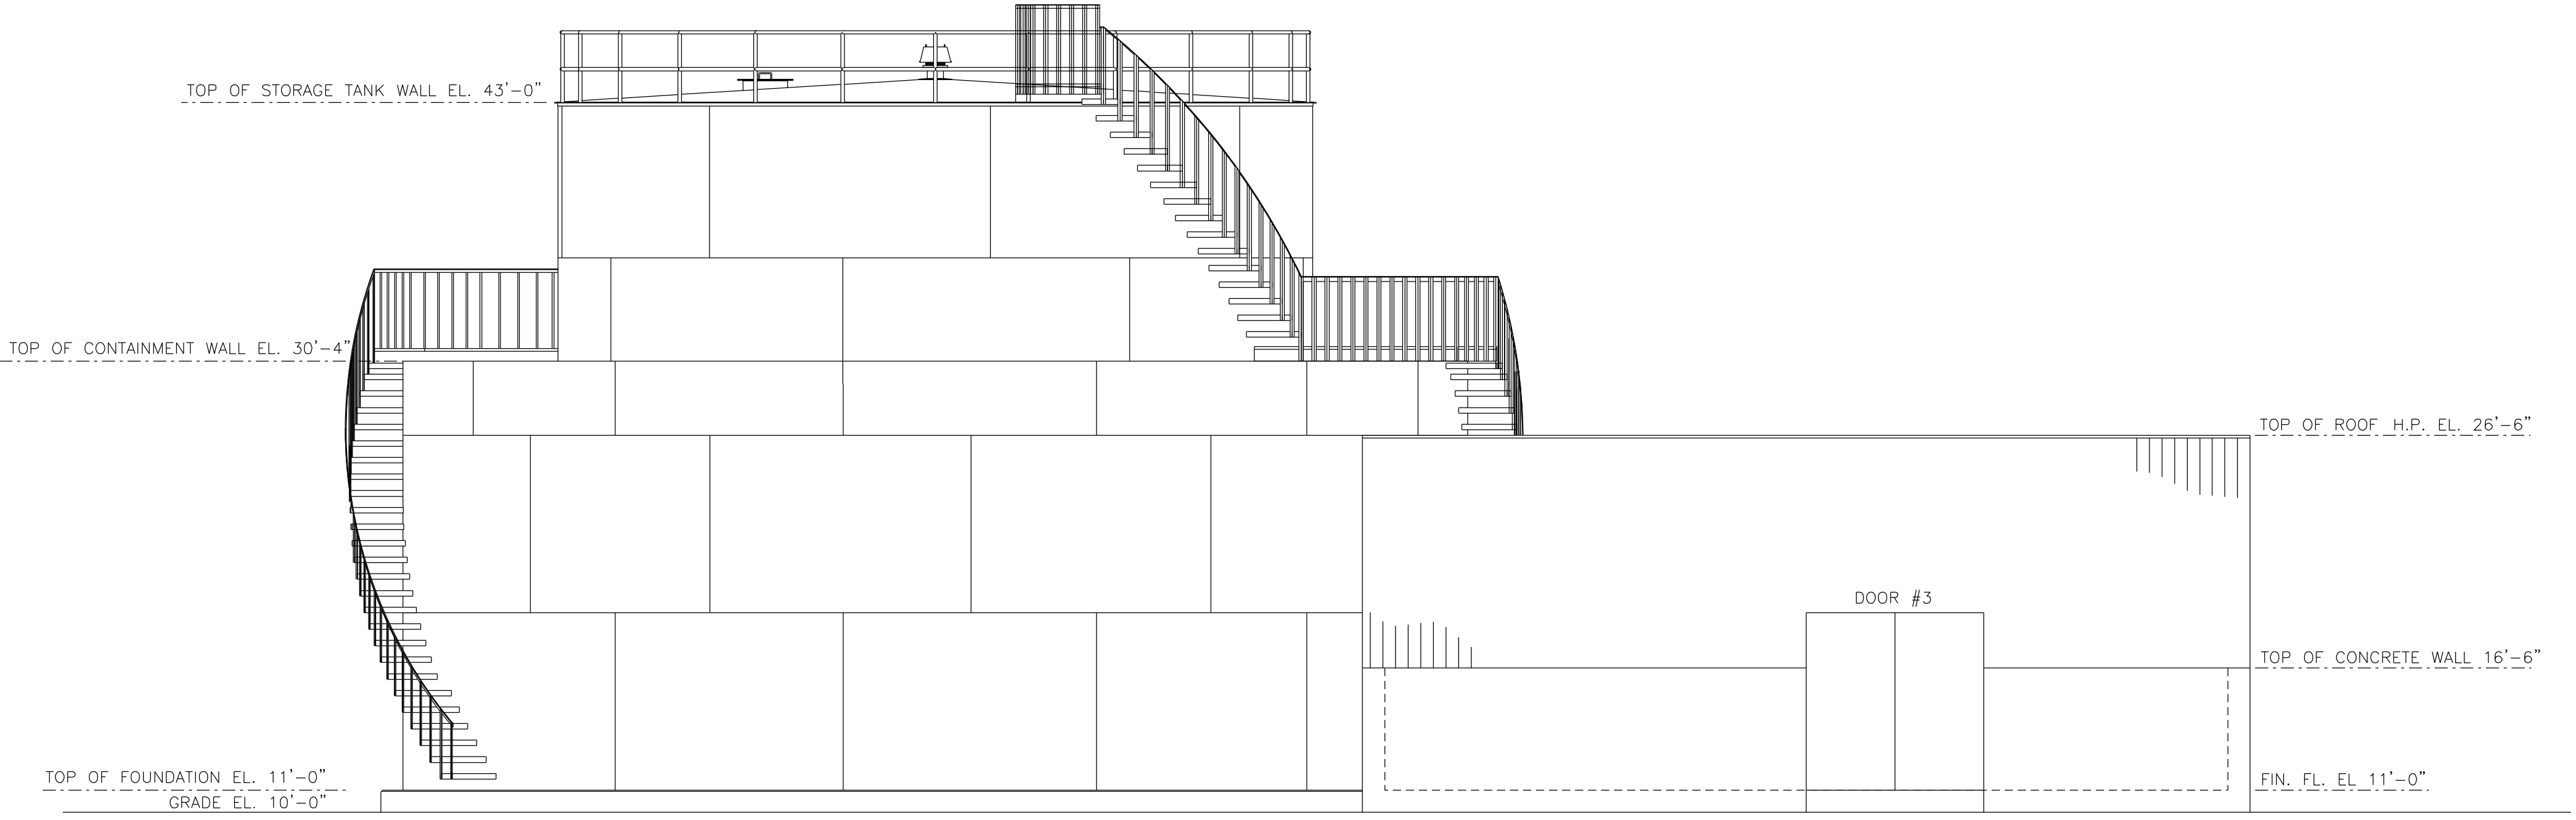 TOP OF STORAGE TANK WALL EL. 43'-0"
TOP OF CONTAINMENT WALL EL. 30'-4"
TOP OF ROOF H.P. EL. 26'-6"
DOOR #3
TOP OF CONCRETE WALL 16'-6"
TOP OF FOUNDATION EL. 11'-0"
FIN. FL. EL 11'-0"
GRADE EL. 10'-0"